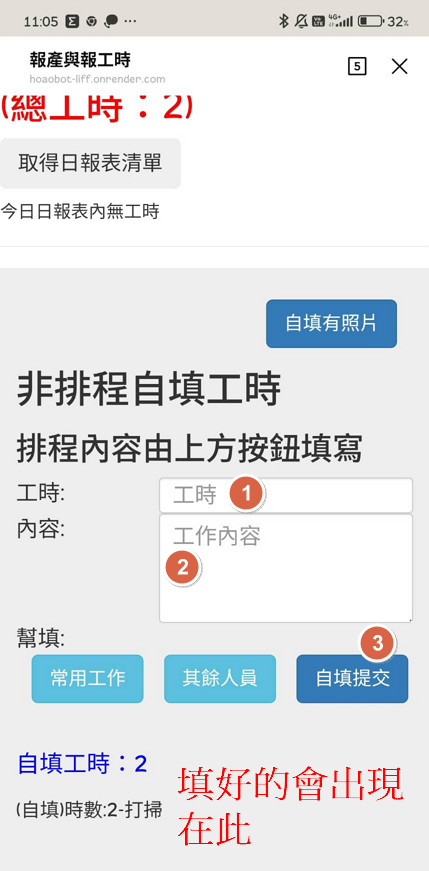 11:05
4G+
32%
報產與報工時
hoaobot-liff.onrender.com
5
(總工時：2)
取得日報表清單
今日日報表內無工時
自填有照片
非排程自填工時
排程內容由上方按鈕填寫
工時:
工時
1
內容:
工作內容
2
幫填:
3
常用工作
其餘人員
自填提交
自填工時：2
(自填)時數:2-打掃
填好的會出現
在此